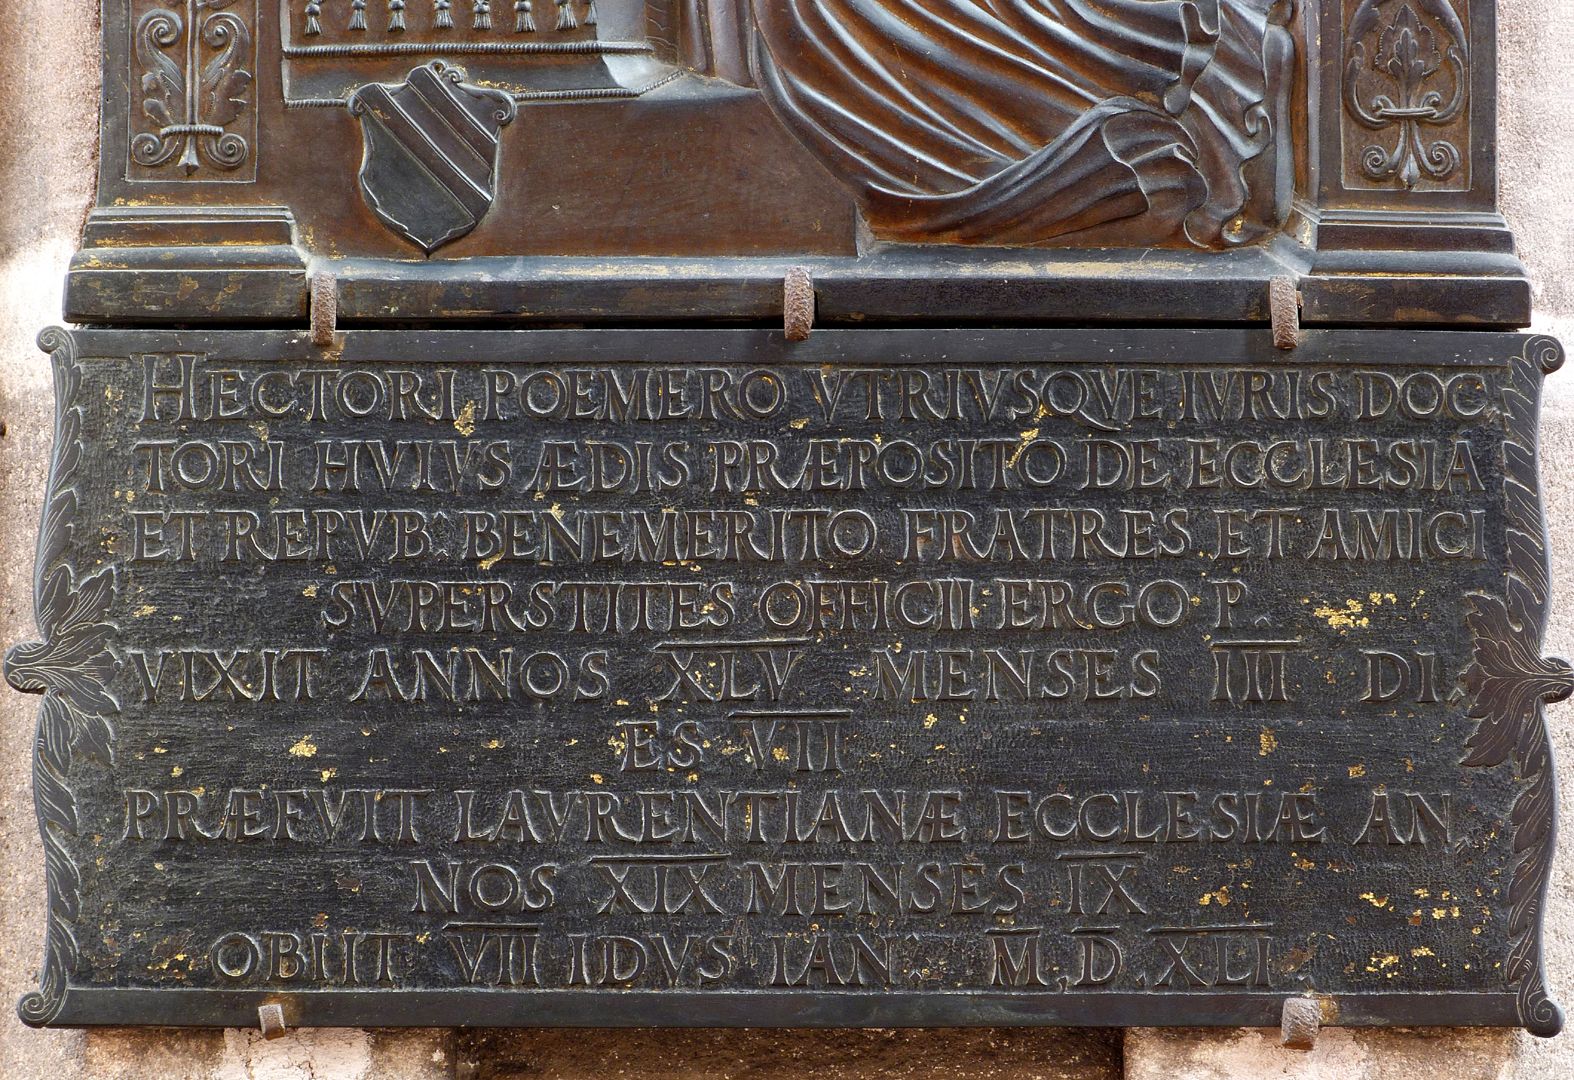 HECTORI POEMERO VTRIVSQVE IVRIS DOC
TORI HVIVS ÆDIS PRÆPOSITO DE ECCLESIA
ET REPVB: BENEMERITO FRATRES ET AMICI
SVPERSTITES OFFICII ERGO P.
VIXIT ANNOS XLV MENSES III DI
ES VII
PRÆFVIT LAVRENTIANÆ ECCLESIÆ AN
NOS XIX MENSES IX
OBIIT VII IDVS IAN: M.D.XLI.